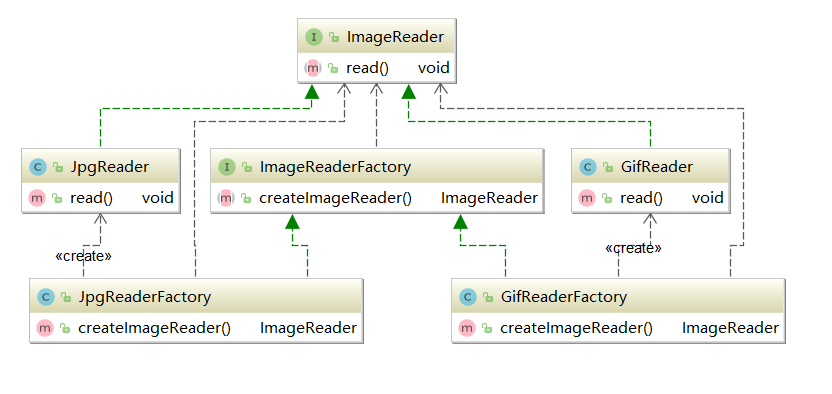 I ImageReader
m read() void
C JpgReader
m read() void
I ImageReaderFactory
m createImageReader() ImageReader
C GifReader
m read() void
«create»
«create»
C JpgReaderFactory
m createImageReader() ImageReader
C GifReaderFactory
m createImageReader() ImageReader